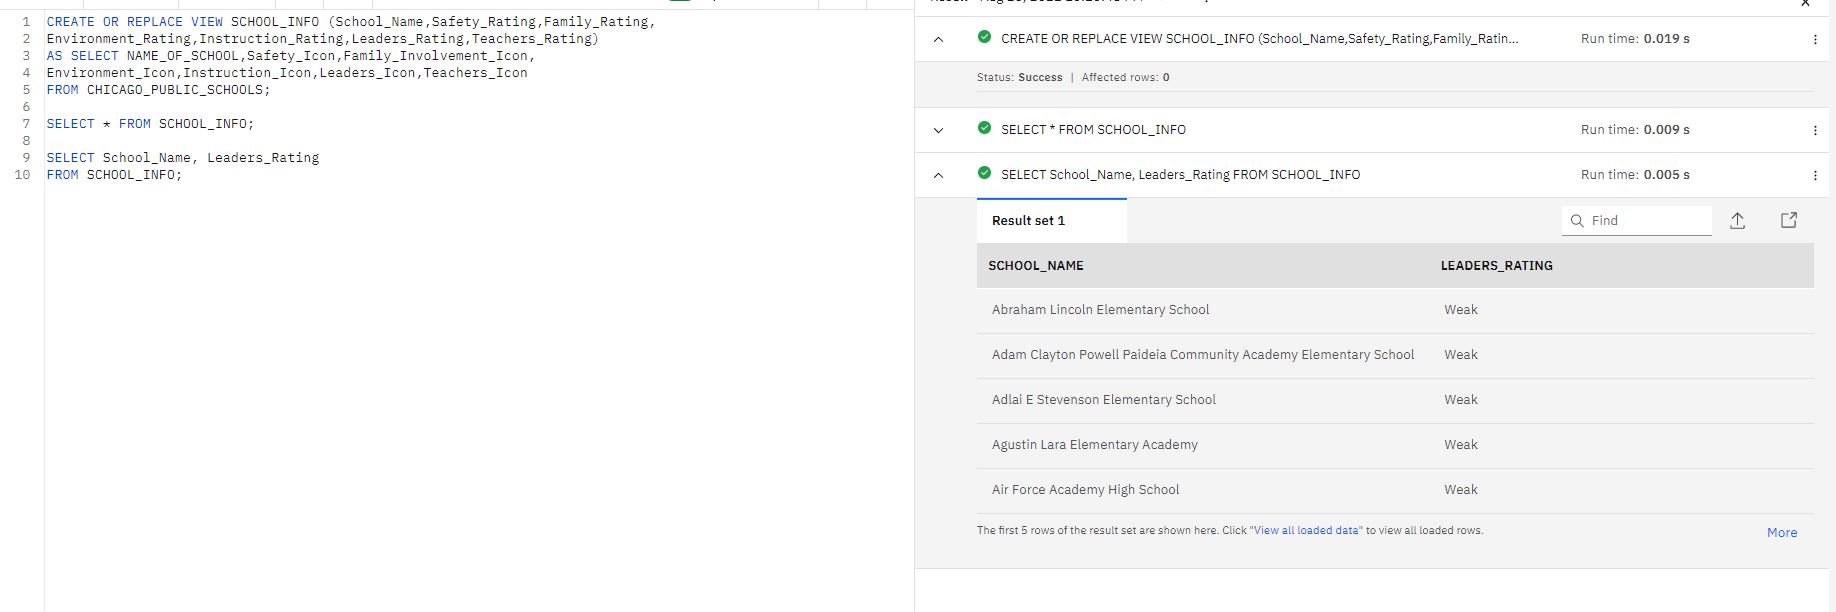 1 CREATE OR REPLACE VIEW SCHOOL_INFO (School_Name,Safety_Rating,Family_Rating,
2 Environment_Rating,Instruction_Rating,Leaders_Rating,Teachers_Rating)
3 AS SELECT NAME_OF_SCHOOL,Safety_Icon,Family_Involvement_Icon,
4 Environment_Icon,Instruction_Icon,Leaders_Icon,Teachers_Icon
5 FROM CHICAGO_PUBLIC_SCHOOLS;
6
7 SELECT * FROM SCHOOL_INFO;
8
9 SELECT School_Name, Leaders_Rating
10 FROM SCHOOL_INFO;
CREATE OR REPLACE VIEW SCHOOL_INFO (School_Name,Safety_Rating,Family_Ratin... Run time: 0.019 s
Status: Success | Affected rows: 0
SELECT * FROM SCHOOL_INFO Run time: 0.009 s
SELECT School_Name, Leaders_Rating FROM SCHOOL_INFO Run time: 0.005 s
Result set 1 Find
SCHOOL_NAME LEADERS_RATING
Abraham Lincoln Elementary School Weak
Adam Clayton Powell Paideia Community Academy Elementary School Weak
Adlai E Stevenson Elementary School Weak
Agustin Lara Elementary Academy Weak
Air Force Academy High School Weak
The first 5 rows of the result set are shown here. Click "View all loaded data" to view all loaded rows. More